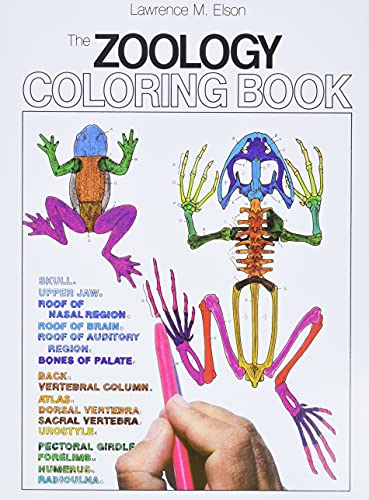 Lawrence M. Elson
The ZOOLOGY
COLORING BOOK
SKULL.
UPPER JAW.
ROOF OF
NASAL REGION.
ROOF OF BRAIN.
ROOF OF AUDITORY
REGION.
BONES OF PALATE.
BACK.
VERTEBRAL COLUMN.
ATLAS.
DORSAL VERTEBRA.
SACRAL VERTEBRA.
UROSTYLE.
PECTORAL GIRDLE
FORELIMB.
HUMERUS.
RADIOULNA.